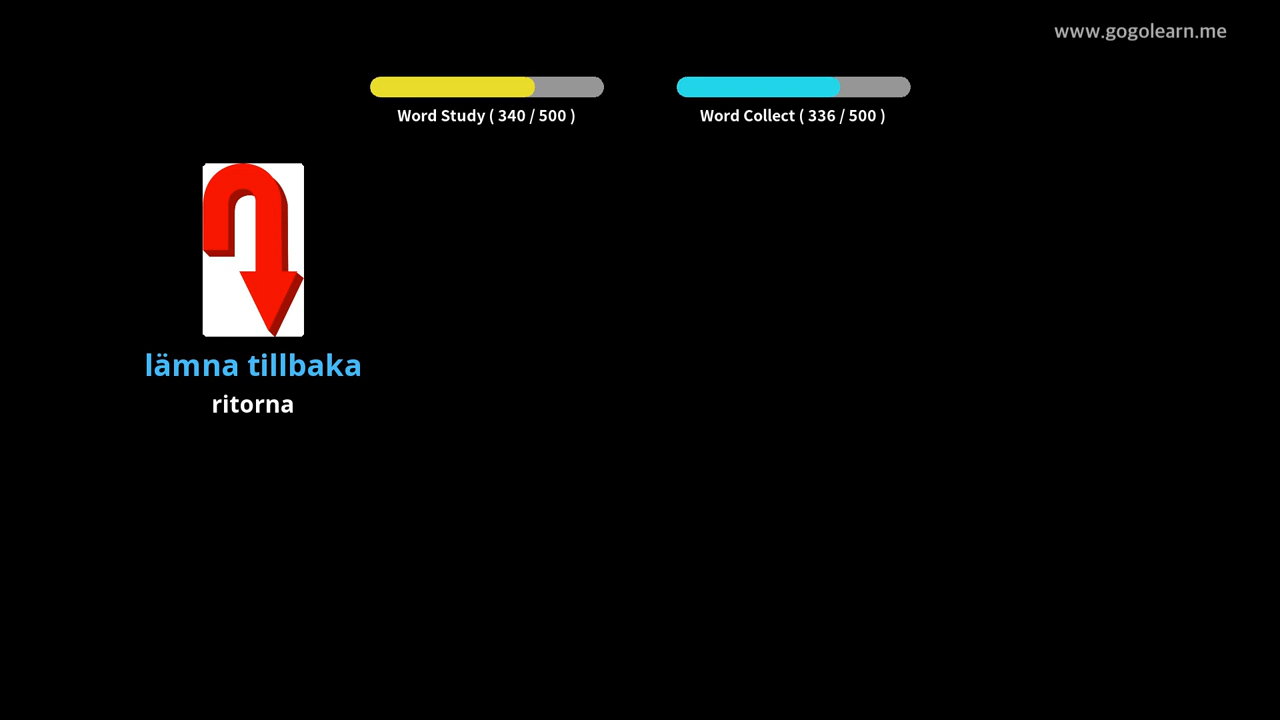 www.gogolearn.me
Word Study ( 340 / 500 )
Word Collect ( 336 / 500 )
lämna tillbaka
ritorna